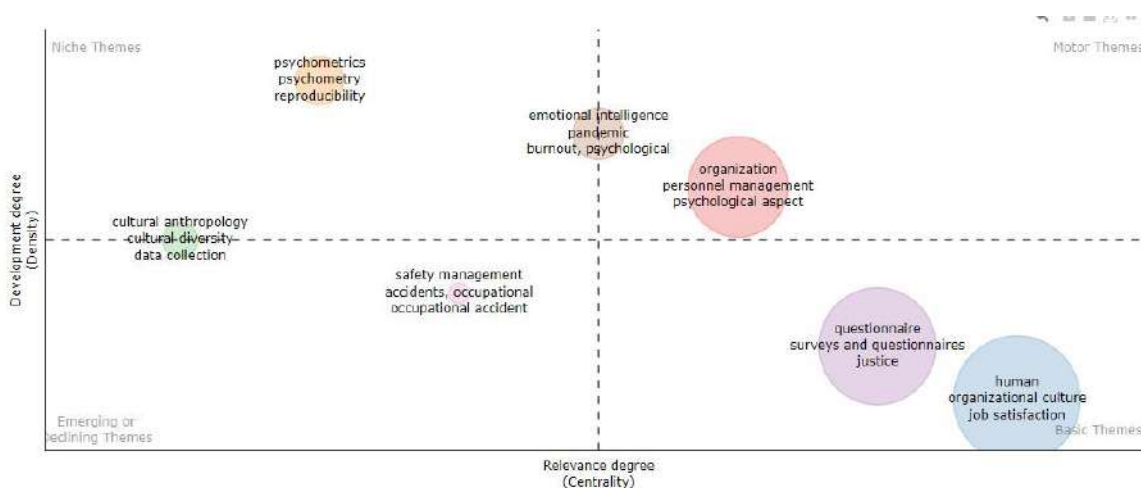 Niche Themes
Motor Themes
psychometrics
psychometry
reproducibility
emotional intelligence
pandemic
burnout, psychological
organization
personnel management
psychological aspect
cultural anthropology
cultural diversity
data collection
safety management
accidents, occupational
occupational accident
questionnaire
surveys and questionnaires
justice
human
organizational culture
job satisfaction
Emerging or
Declining Themes
Basic Themes
Development degree
(Density)
Relevance degree
(Centrality)